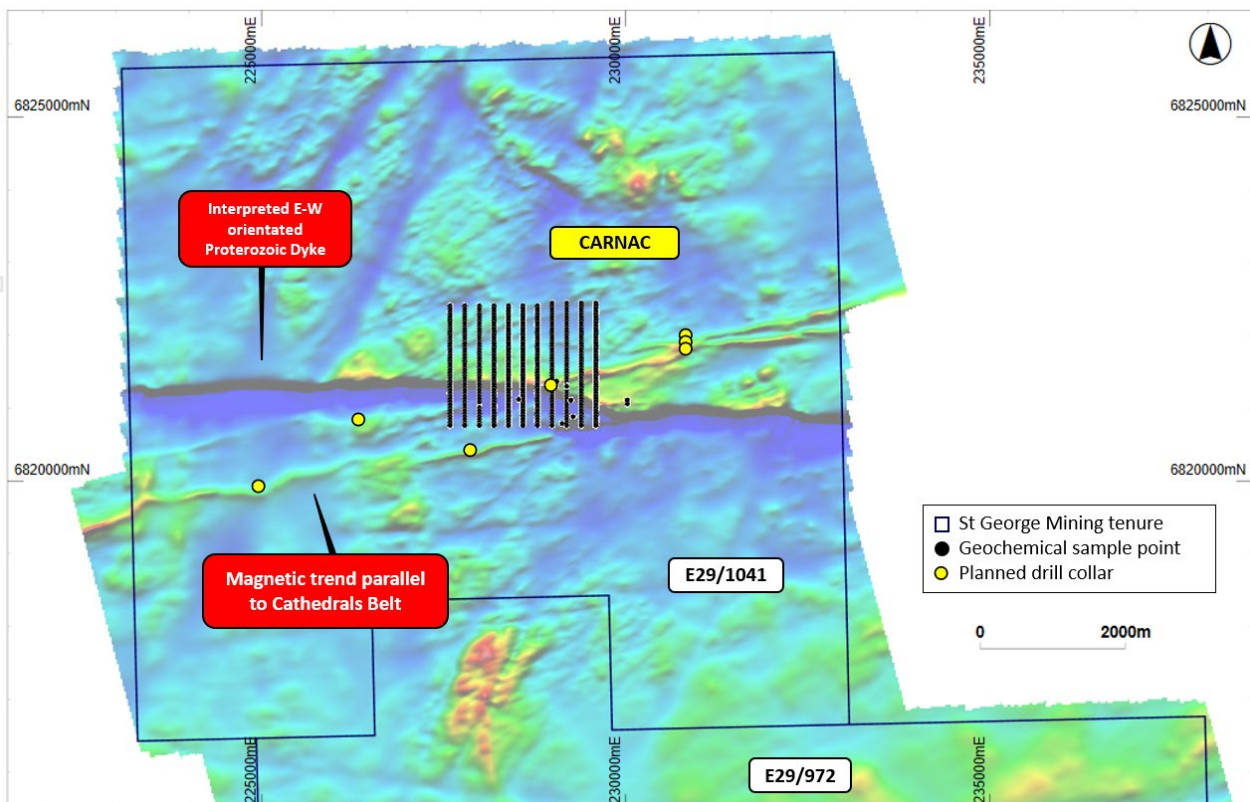 225000mE
230000mE
235000mE
6825000mN
6825000mN
Interpreted E-W
orientated
Proterozoic Dyke
CARNAC
6820000mN
6820000mN
St George Mining tenure
Geochemical sample point
Planned drill collar
Magnetic trend parallel
to Cathedrals Belt
E29/1041
0 2000m
225000mE
230000mE
235000mE
E29/972